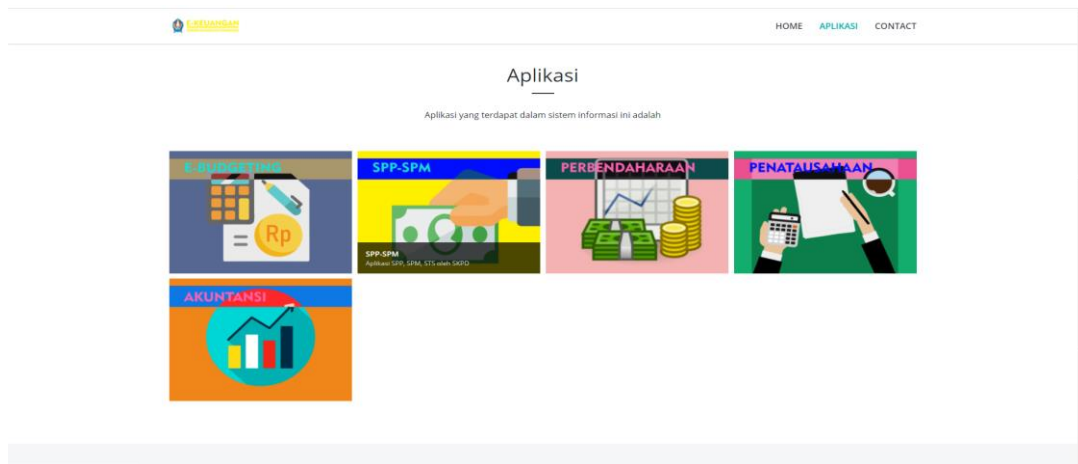 E-KEUANGAN
HOME APLIKASI CONTACT
Aplikasi
Aplikasi yang terdapat dalam sistem informasi ini adalah
E-BUDGETING
SPP-SPM
PERBENDAHARAAN
PENATAUSAHAAN
Rp
SPP-SPM
Aplikasi SPP, SPM, STS oleh SKPD
AKUNTANSI